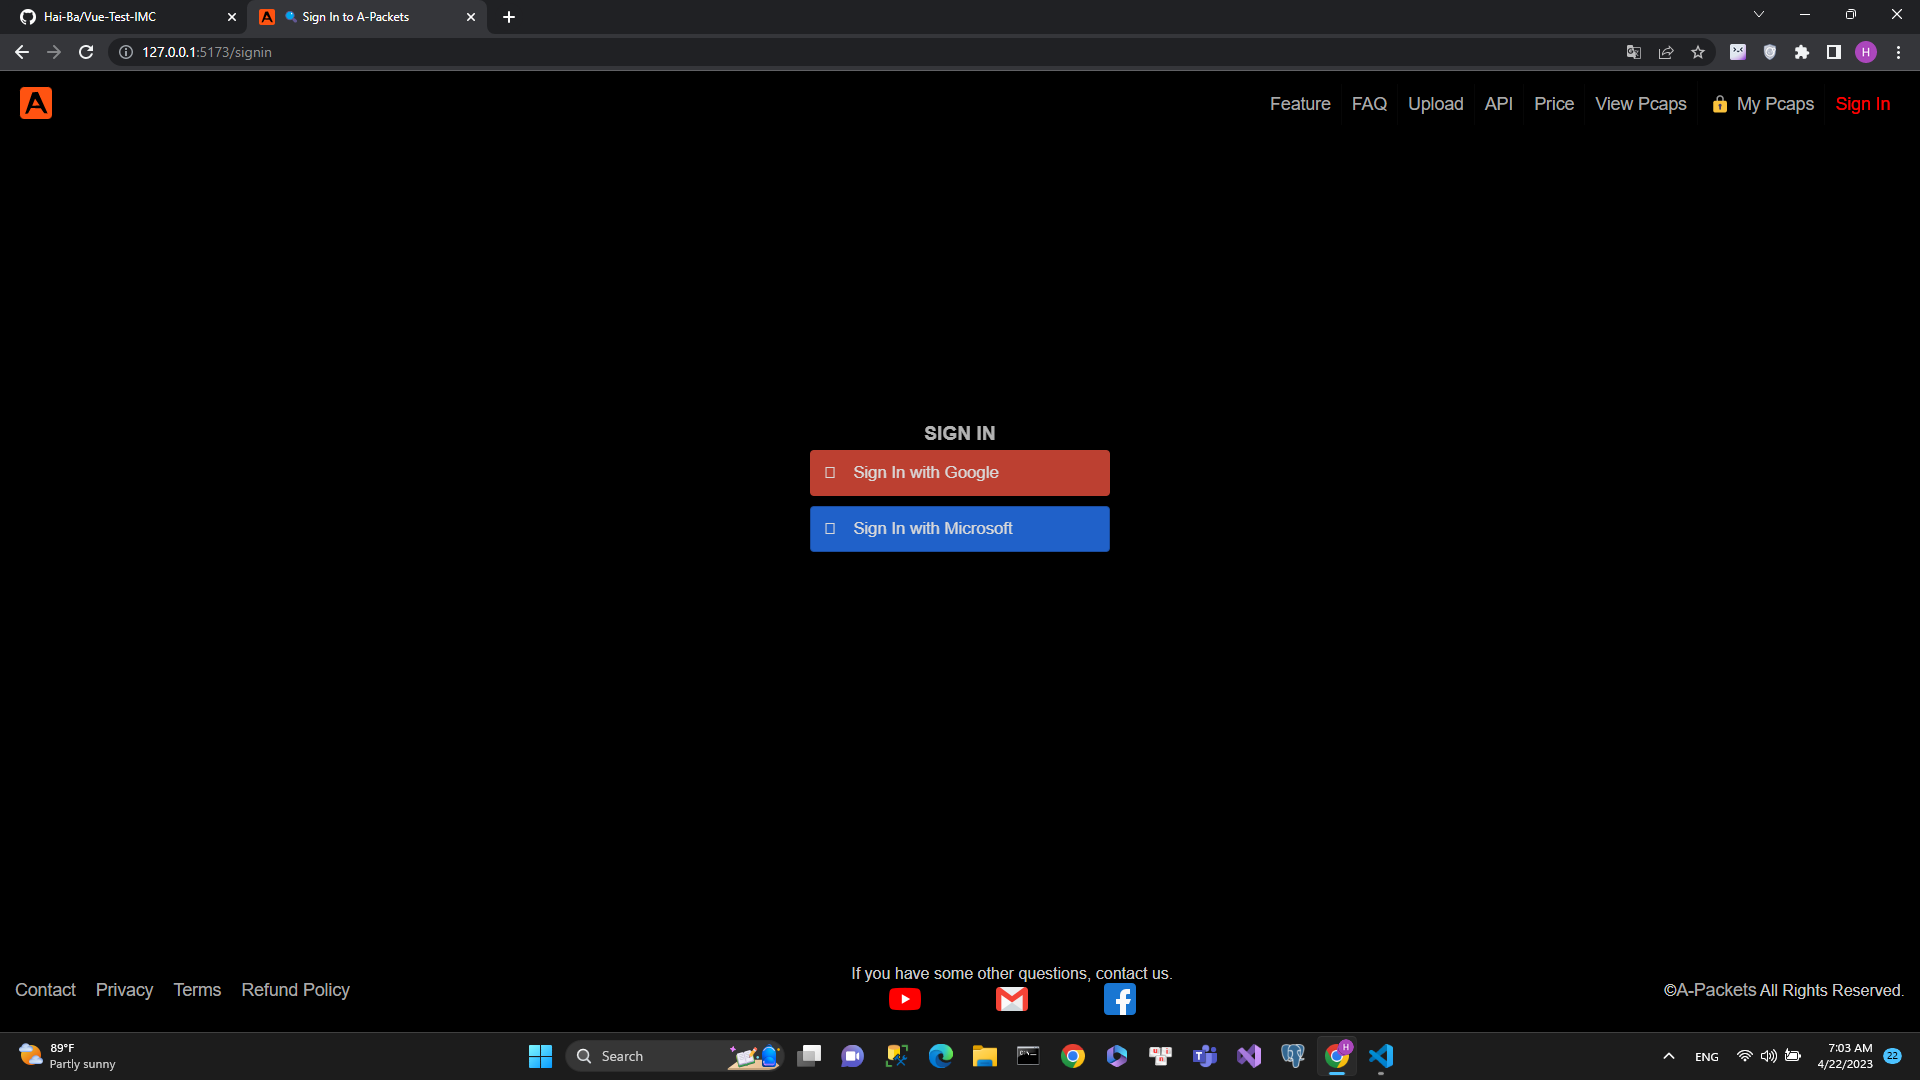 Hai-Ba/Vue-Test-IMC
Sign In to A-Packets
127.0.0.1:5173/signin
H
A
Feature FAQ Upload API Price View Pcaps My Pcaps Sign In
SIGN IN
Sign In with Google
Sign In with Microsoft
If you have some other questions, contact us.
Contact Privacy Terms Refund Policy
©A-Packets All Rights Reserved.
89°F
Partly sunny
Search
ENG
7:03 AM
4/22/2023
22